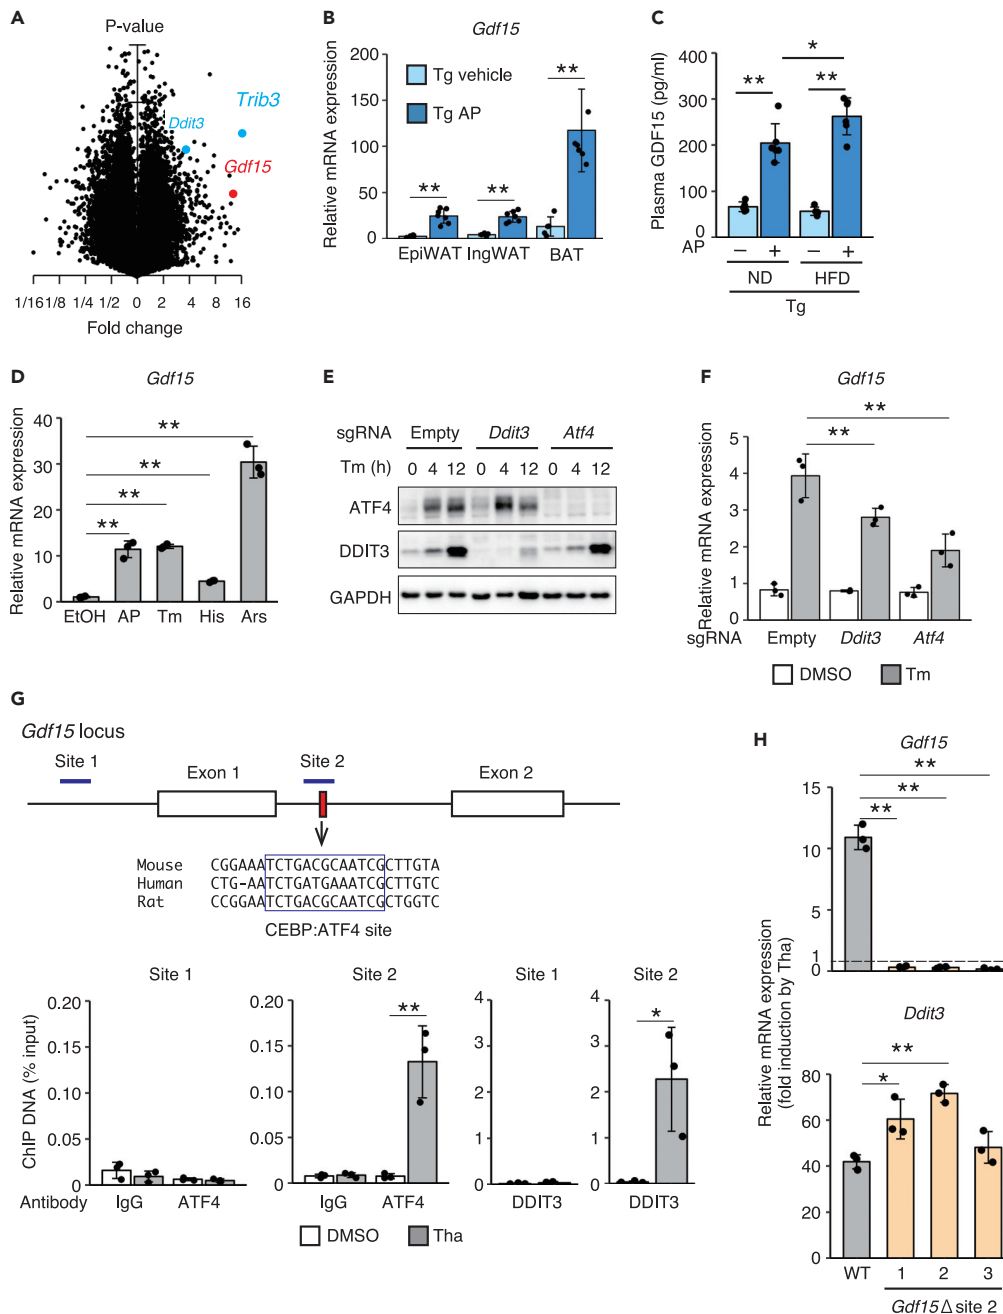 A
P-value
Trib3
Ddit3
Gdf15
1/16 1/8 1/4 1/2 0 2 4 8 16
Fold change
B
Gdf15
Relative mRNA expression
200
150
100
50
0
Tg vehicle
Tg AP
**
**
**
EpiWAT IngWAT BAT
C
Plasma GDF15 (pg/ml)
400
300
200
100
0
*
** **
AP − + − +
ND HFD
Tg
D
Gdf15
Relative mRNA expression
40
30
20
10
0
**
**
**
**
EtOH AP Tm His Ars
E
sgRNA Empty Ddit3 Atf4
Tm (h) 0 4 12 0 4 12 0 4 12
ATF4
DDIT3
GAPDH
F
Gdf15
Relative mRNA expression
5
4
3
2
1
0
**
**
sgRNA Empty Ddit3 Atf4
DMSO Tm
G
Gdf15 locus
Site 1 Exon 1 Site 2 Exon 2
Mouse CGGAAATCTGACGCAATCGCTTGTA
Human CTG-AATCTGATGAAATCGCTTGTC
Rat CCGGAATCTGACGCAATCGCTGGTC
CEBP:ATF4 site
Site 1 Site 2 Site 1 Site 2
ChIP DNA (% input)
0.20
0.15
0.10
0.05
0
0.20
0.15
0.10
0.05
0
**
4
3
2
1
0
4
3
2
1
0
*
Antibody IgG ATF4 IgG ATF4 DDIT3 DDIT3
DMSO Tha
H
Gdf15
Relative mRNA expression
(fold induction by Tha)
15
10
5
1
0
**
**
**
Ddit3
80
60
40
20
0
**
*
WT 1 2 3
Gdf15 Δ site 2